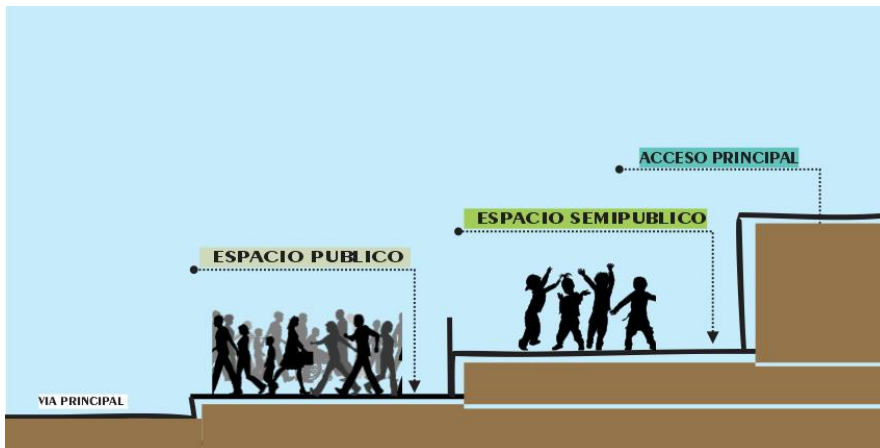 ACCESO PRINCIPAL
ESPACIO SEMIPUBLICO
ESPACIO PUBLICO
VIA PRINCIPAL